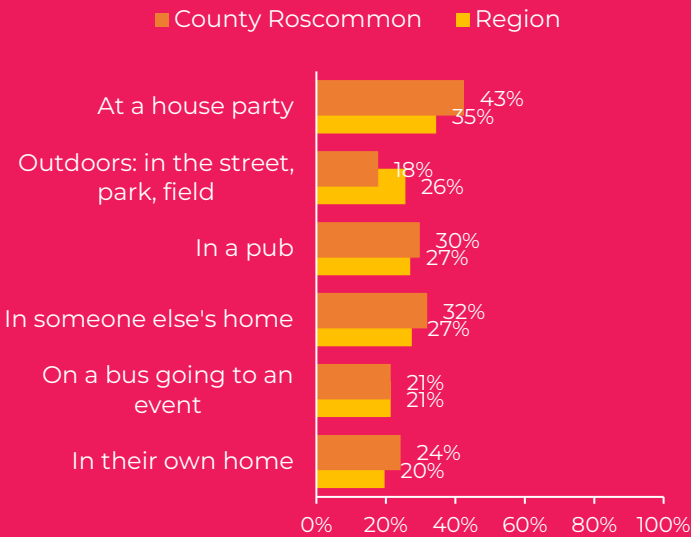 County Roscommon Region
At a house party
43%
35%
Outdoors: in the street,
park, field
18%
26%
In a pub
30%
27%
In someone else's home
32%
27%
On a bus going to an
event
21%
21%
In their own home
24%
20%
0% 20% 40% 60% 80% 100%